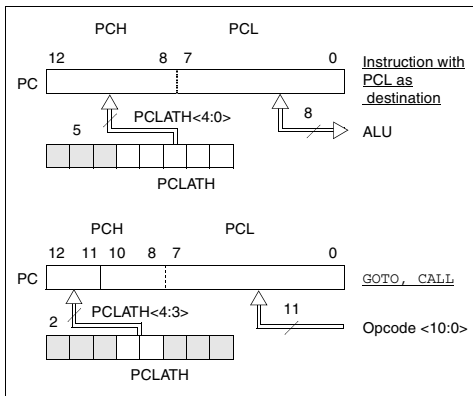 PCH PCL
12 8 7 0
PC
Instruction with
PCL as
destination
PCLATH<4:0>
5
8
ALU
PCLATH
PCH PCL
12 11 10 8 7 0
PC
GOTO, CALL
PCLATH<4:3>
2
11
Opcode <10:0>
PCLATH